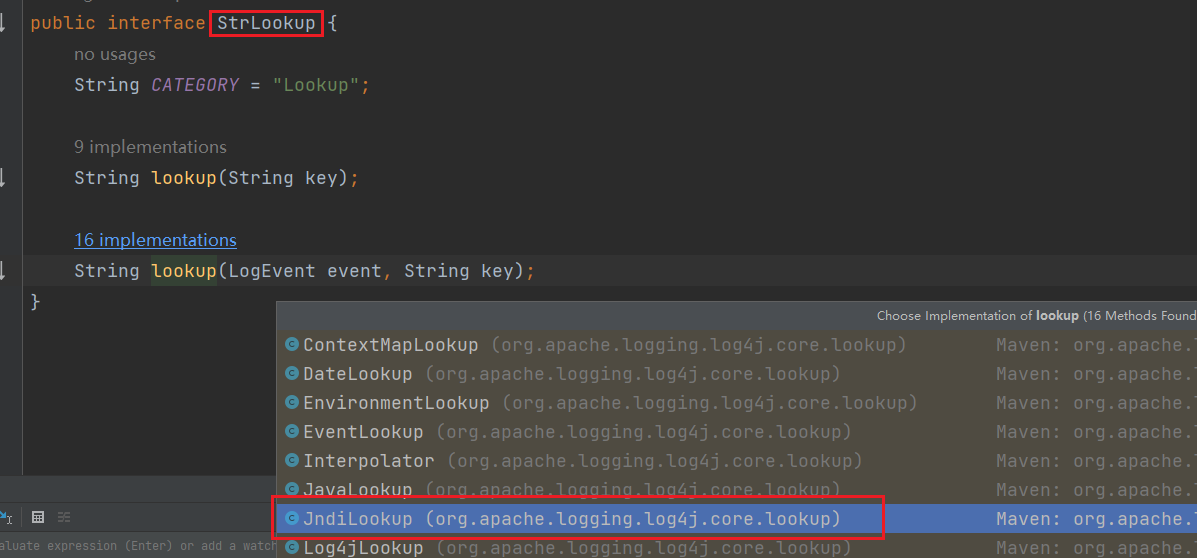 public interface StrLookup {
no usages
String CATEGORY = "Lookup";
9 implementations
String lookup(String key);
16 implementations
String lookup(LogEvent event, String key);
}
Choose Implementation of lookup (16 Methods Found
ContextMapLookup (org.apache.logging.log4j.core.lookup) Maven: org.apache.
DateLookup (org.apache.logging.log4j.core.lookup) Maven: org.apache.
EnvironmentLookup (org.apache.logging.log4j.core.lookup) Maven: org.apache.
EventLookup (org.apache.logging.log4j.core.lookup) Maven: org.apache.
Interpolator (org.apache.logging.log4j.core.lookup) Maven: org.apache.
JavaLookup (org.apache.logging.log4j.core.lookup) Maven: org.apache.
JndiLookup (org.apache.logging.log4j.core.lookup) Maven: org.apache.
Log4jLookup (org.apache.logging.log4j.core.lookup) Maven: org.apache.
aluate expression (Enter) or add a watch